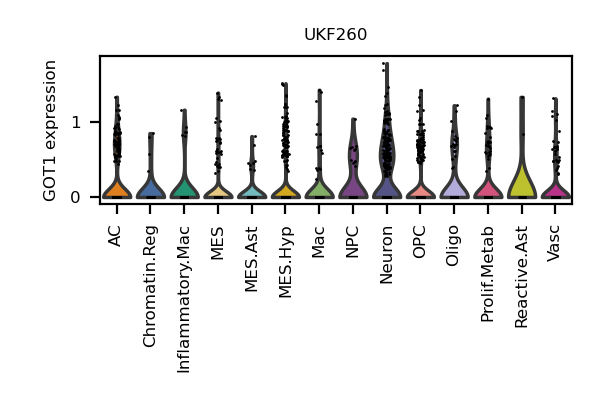 UKF260
GOT1 expression
1
0
AC
Chromatin.Reg
Inflammatory.Mac
MES
MES.Ast
MES.Hyp
Mac
NPC
Neuron
OPC
Oligo
Prolif.Metab
Reactive.Ast
Vasc